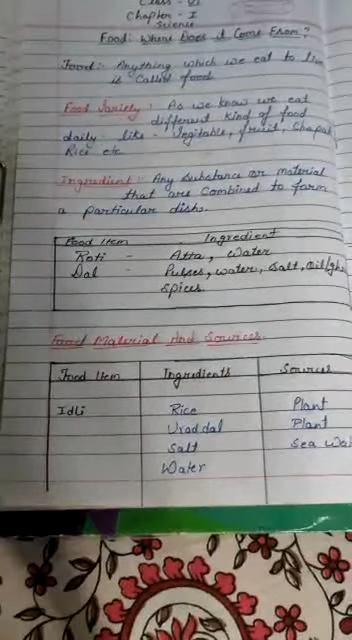 Class - VI
Chapter - I
Science
Food: Where Does it Come From?
Food:- Anything which we eat to live
is called food.
Food Variety: As we know we eat
different kind of food
daily like - Vegitable, fruit, Chapati
Rice etc
Ingredient:- Any substance or material
that are combined to form
a particular dish.
Food Item Ingredient
Roti - Atta, water
Dal - Pulses, water, salt, Oil/ghe
spices
Food Material And Sources
Food Item Ingredients Sources
Idli Rice Plant
Urad dal Plant
Salt Sea Wat
Water